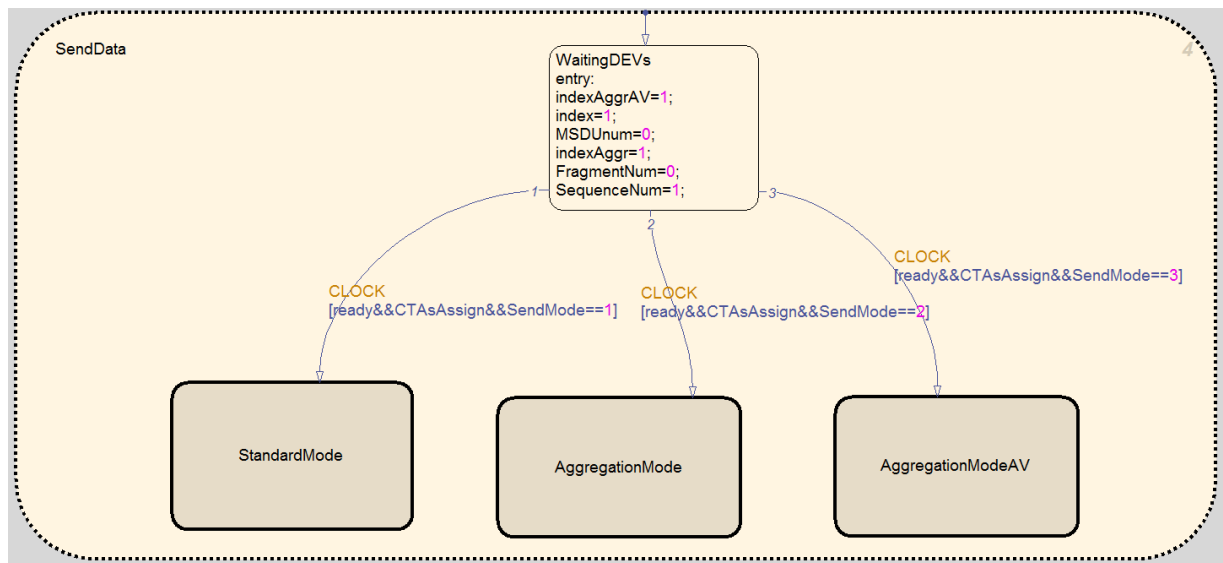 SendData
4
WaitingDEVs
entry:
indexAggrAV=1;
index=1;
MSDUnum=0;
indexAggr=1;
FragmentNum=0;
SequenceNum=1;
1
2
3
CLOCK
[ready&&CTAsAssign&&SendMode==1]
CLOCK
[ready&&CTAsAssign&&SendMode==2]
CLOCK
[ready&&CTAsAssign&&SendMode==3]
StandardMode
AggregationMode
AggregationModeAV